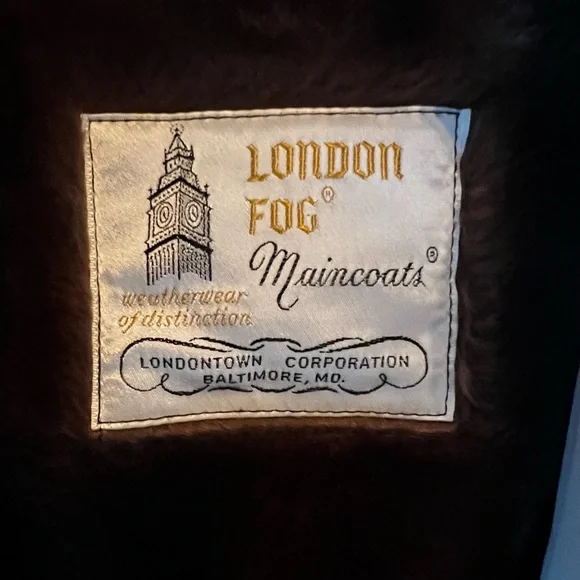 LONDON
FOG®
Maincoats®
weatherwear
of distinction
LONDONTOWN CORPORATION
BALTIMORE, MD.